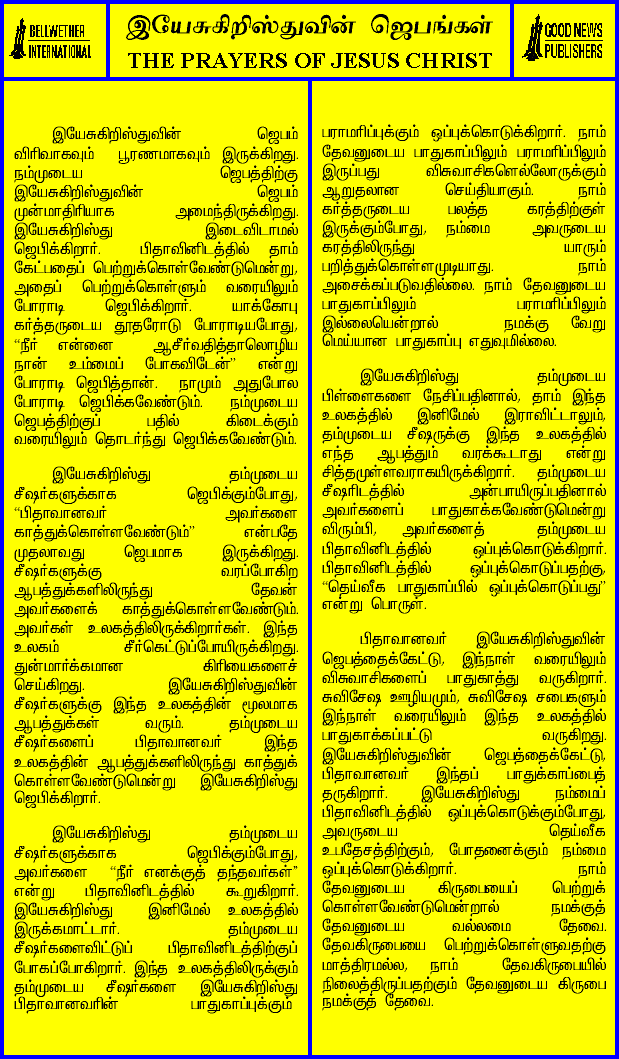 BELLWETHER
INTERNATIONAL
இயேசுகிறிஸ்துவின் ஜெபங்கள்
THE PRAYERS OF JESUS CHRIST
GOOD NEWS
PUBLISHERS
இயேசுகிறிஸ்துவின் ஜெபம்
விரிவாகவும் பூரணமாகவும் இருக்கிறது.
நம்முடைய ஜெபத்திற்கு
இயேசுகிறிஸ்துவின் ஜெபம்
முன்மாதிரியாக அமைந்திருக்கிறது.
இயேசுகிறிஸ்து இடைவிடாமல்
ஜெபிக்கிறார். பிதாவினிடத்தில் தாம்
கேட்பதைப் பெற்றுக்கொள்வேண்டுமென்று,
அதைப் பெற்றுக்கொள்ளும் வரையிலும்
போராடி ஜெபிக்கிறார். யாக்கோபு
கர்த்தருடைய தூதரோடு போராடியபோது,
“நீர் என்னை ஆசீர்வதித்தாலொழிய
நான் உம்மைப் போகவிடேன்” என்று
போராடி ஜெபித்தான். நாமும் அதுபோல
போராடி ஜெபிக்கவேண்டும். நம்முடைய
ஜெபத்திற்குப் பதில் கிடைக்கும்
வரையிலும் தொடர்ந்து ஜெபிக்கவேண்டும்.
இயேசுகிறிஸ்து தம்முடைய
சீஷர்களுக்காக ஜெபிக்கும்போது,
“பிதாவானவர் அவர்களை
காத்துக்கொள்ளவேண்டும்” என்பதே
முதலாவது ஜெபமாக இருக்கிறது.
சீஷர்களுக்கு வரப்போகிற
ஆபத்துக்களிலிருந்து தேவன்
அவர்களைக் காத்துக்கொள்ளவேண்டும்.
அவர்கள் உலகத்திலிருக்கிறார்கள். இந்த
உலகம் சீர்கெட்டுப்போயிருக்கிறது.
துன்மார்க்கமான கிரியைகளைச்
செய்கிறது. இயேசுகிறிஸ்துவின்
சீஷர்களுக்கு இந்த உலகத்தின் மூலமாக
ஆபத்துக்கள் வரும். தம்முடைய
சீஷர்களைப் பிதாவானவர் இந்த
உலகத்தின் ஆபத்துக்களிலிருந்து காத்துக்
கொள்ளவேண்டுமென்று இயேசுகிறிஸ்து
ஜெபிக்கிறார்.
இயேசுகிறிஸ்து தம்முடைய
சீஷர்களுக்காக ஜெபிக்கும்போது,
அவர்களை “நீர் எனக்குத் தந்தவர்கள்”
என்று பிதாவினிடத்தில் கூறுகிறார்.
இயேசுகிறிஸ்து இனிமேல் உலகத்தில்
இருக்கமாட்டார். தம்முடைய
சீஷர்களைவிட்டுப் பிதாவினிடத்திற்குப்
போகப்போகிறார். இந்த உலகத்திலிருக்கும்
தம்முடைய சீஷர்களை இயேசுகிறிஸ்து
பிதாவானவரின் பாதுகாப்புக்கும்
பராமரிப்புக்கும் ஒப்புக்கொடுக்கிறார். நாம்
தேவனுடைய பாதுகாப்பிலும் பராமரிப்பிலும்
இருப்பது விசுவாசிகளெல்லோருக்கும்
ஆறுதலான செய்தியாகும். நாம்
கர்த்தருடைய பலத்த கரத்திற்குள்
இருக்கும்போது, நம்மை அவருடைய
கரத்திலிருந்து யாரும்
பறித்துக்கொள்ளமுடியாது. நாம்
அசைக்கப்படுவதில்லை. நாம் தேவனுடைய
பாதுகாப்பிலும் பராமரிப்பிலும்
இல்லையென்றால் நமக்கு வேறு
மெய்யான பாதுகாப்பு எதுவுமில்லை.
இயேசுகிறிஸ்து தம்முடைய
பிள்ளைகளை நேசிப்பதினால், தாம் இந்த
உலகத்தில் இனிமேல் இராவிட்டாலும்,
தம்முடைய சீஷருக்கு இந்த உலகத்தில்
எந்த ஆபத்தும் வரக்கூடாது என்று
சித்தமுள்ளவராகயிருக்கிறார். தம்முடைய
சீஷரிடத்தில் அன்பாயிருப்பதினால்
அவர்களைப் பாதுகாக்கவேண்டுமென்று
விரும்பி, அவர்களைத் தம்முடைய
பிதாவினிடத்தில் ஒப்புக்கொடுக்கிறார்.
பிதாவினிடத்தில் ஒப்புக்கொடுப்பதற்கு,
“தெய்வீக பாதுகாப்பில் ஒப்புக்கொடுப்பது”
என்று பொருள்.
பிதாவானவர் இயேசுகிறிஸ்துவின்
ஜெபத்தைக்கேட்டு, இந்நாள் வரையிலும்
விசுவாசிகளைப் பாதுகாத்து வருகிறார்.
சுவிசேஷ ஊழியமும், சுவிசேஷ சபைகளும்
இந்நாள் வரையிலும் இந்த உலகத்தில்
பாதுகாக்கப்பட்டு வருகிறது.
இயேசுகிறிஸ்துவின் ஜெபத்தைக்கேட்டு,
பிதாவானவர் இந்தப் பாதுக்காப்பைத்
தருகிறார். இயேசுகிறிஸ்து நம்மைப்
பிதாவினிடத்தில் ஒப்புக்கொடுக்கும்போது,
அவருடைய தெய்வீக
உபதேசத்திற்கும், போதனைக்கும் நம்மை
ஒப்புக்கொடுக்கிறார். நாம்
தேவனுடைய கிருபையைப் பெற்றுக்
கொள்ளவேண்டுமென்றால் நமக்குத்
தேவனுடைய வல்லமை தேவை.
தேவகிருபையை பெற்றுக்கொள்ளுவதற்கு
மாத்திரமல்ல, நாம் தேவகிருபையில்
நிலைத்திருப்பதற்கும் தேவனுடைய கிருபை
நமக்குத் தேவை.